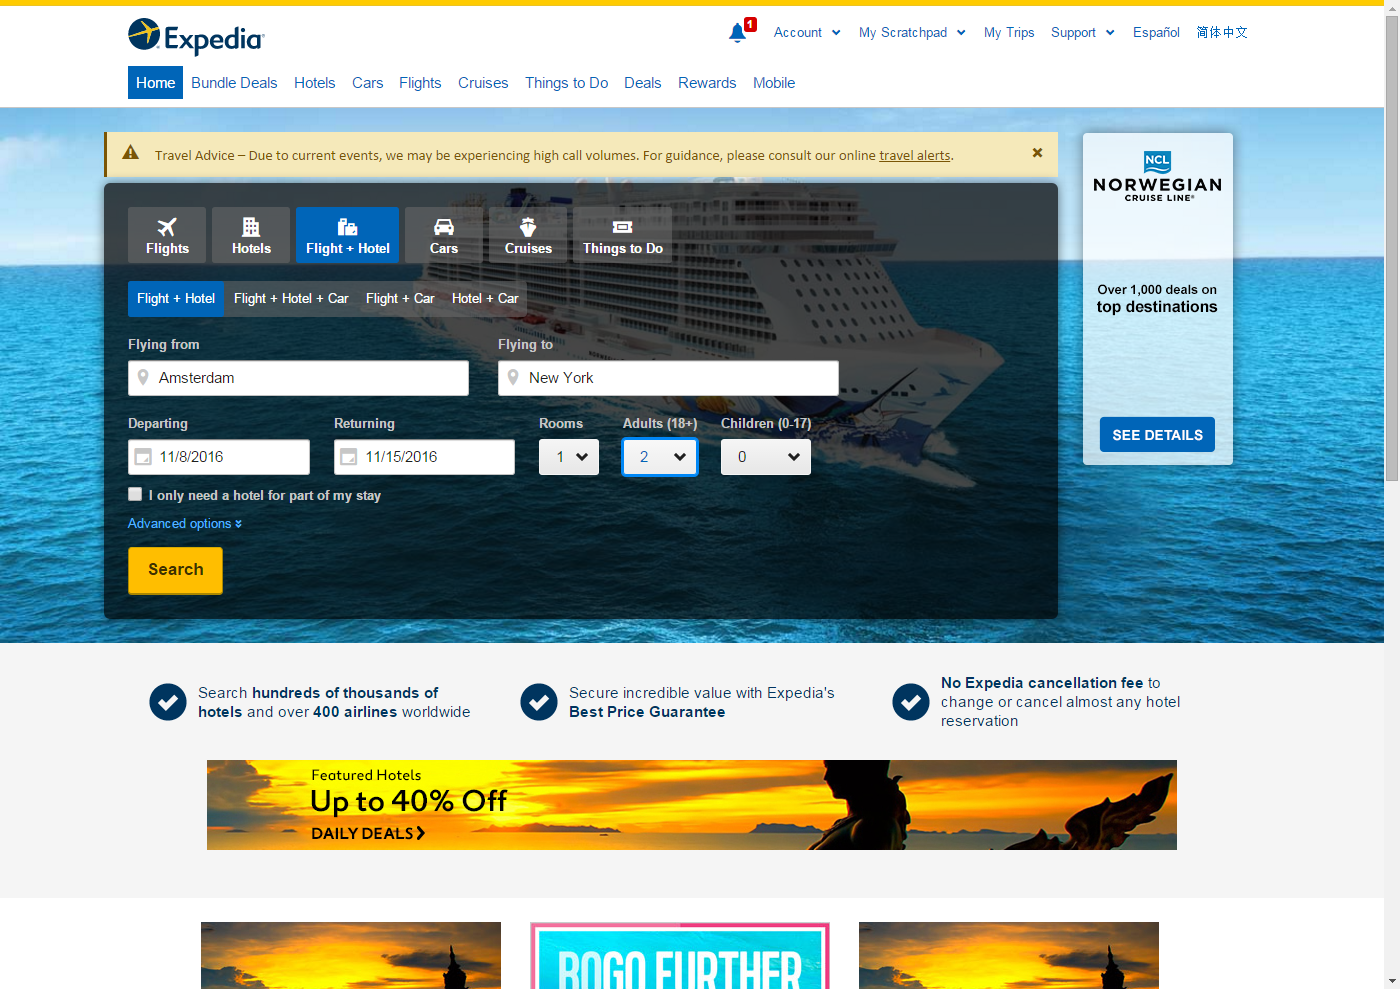 Expedia
1
Account
My Scratchpad
My Trips
Support
Español
简体中文
Home
Bundle Deals
Hotels
Cars
Flights
Cruises
Things to Do
Deals
Rewards
Mobile
Travel Advice – Due to current events, we may be experiencing high call volumes. For guidance, please consult our online travel alerts.
Flights
Hotels
Flight + Hotel
Cars
Cruises
Things to Do
Flight + Hotel
Flight + Hotel + Car
Flight + Car
Hotel + Car
Flying from
Flying to
Amsterdam
New York
Departing
Returning
Rooms
Adults (18+)
Children (0-17)
11/8/2016
11/15/2016
1
2
0
I only need a hotel for part of my stay
Advanced options
Search
NCL
NORWEGIAN
CRUISE LINE®
Over 1,000 deals on
top destinations
SEE DETAILS
Search hundreds of thousands of
hotels and over 400 airlines worldwide
Secure incredible value with Expedia's
Best Price Guarantee
No Expedia cancellation fee to
change or cancel almost any hotel
reservation
Featured Hotels
Up to 40% Off
DAILY DEALS
BOGO FURTHER